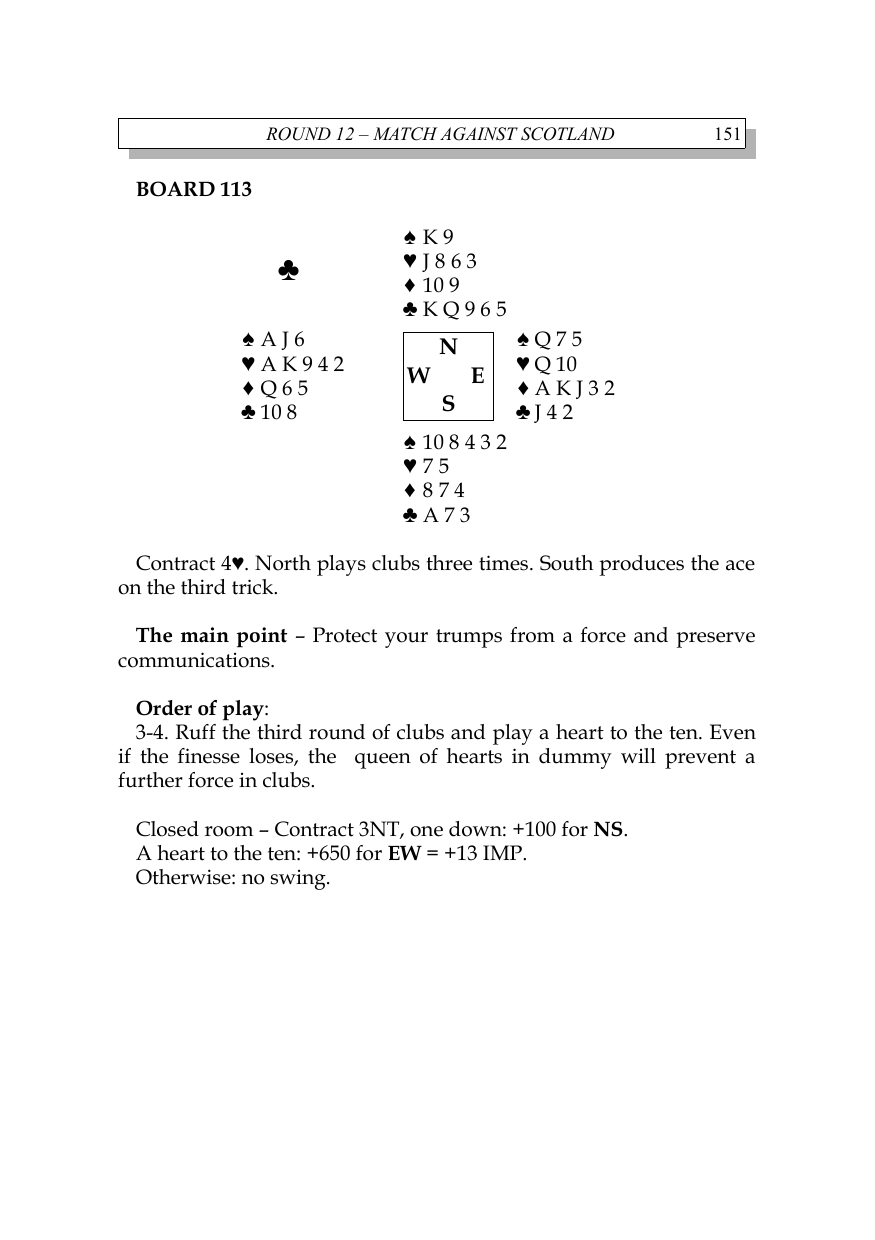 ROUND 12 – MATCH AGAINST SCOTLAND 151
BOARD 113
♣
♠ K 9
♥ J 8 6 3
♦ 10 9
♣ K Q 9 6 5
♠ A J 6
♥ A K 9 4 2
♦ Q 6 5
♣ 10 8
N
W E
S
♠ Q 7 5
♥ Q 10
♦ A K J 3 2
♣ J 4 2
♠ 10 8 4 3 2
♥ 7 5
♦ 8 7 4
♣ A 7 3
Contract 4♥. North plays clubs three times. South produces the ace
on the third trick.
The main point – Protect your trumps from a force and preserve
communications.
Order of play:
3-4. Ruff the third round of clubs and play a heart to the ten. Even
if the finesse loses, the queen of hearts in dummy will prevent a
further force in clubs.
Closed room – Contract 3NT, one down: +100 for NS.
A heart to the ten: +650 for EW = +13 IMP.
Otherwise: no swing.